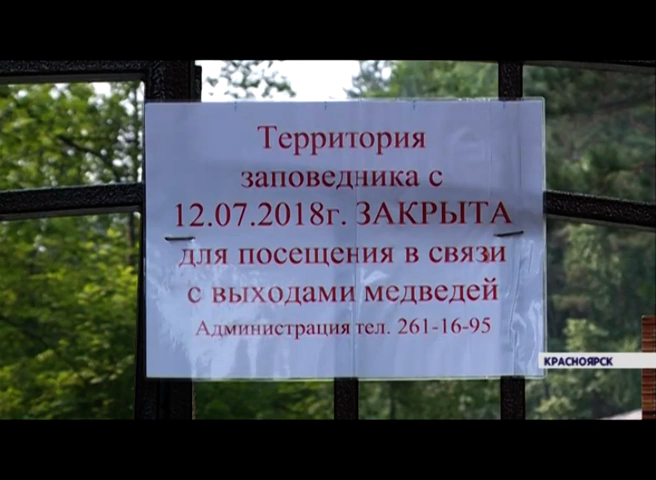 Территория
заповедника с
12.07.2018г. ЗАКРЫТА
для посещения в связи
с выходами медведей
Администрация тел. 261-16-95
КРАСНОЯРСК